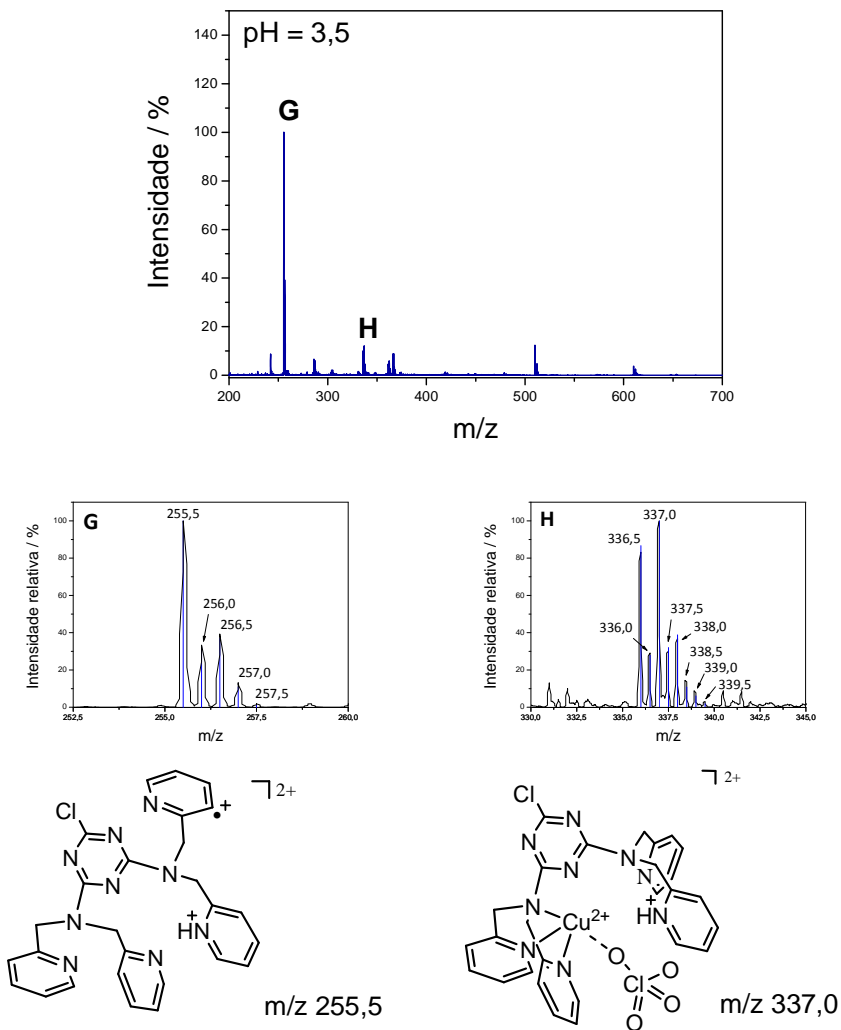 pH = 3,5
Intensidade / %
140
120
100
80
60
40
20
0
G
H
200 300 400 500 600 700
m/z
G
Intensidade relativa / %
100
80
60
40
20
0
255,5
256,0
256,5
257,0
257,5
252,5 255,0 257,5 260,0
m/z
H
Intensidade relativa / %
100
80
60
40
20
0
337,0
336,5
336,0
337,5
338,0
338,5
339,0
339,5
330,0 332,5 335,0 337,5 340,0 342,5 345,0
m/z
2+
Cl
N
N
N
N
N
N
+
HN
N
N
m/z 255,5
2+
Cl
N
N
N
N
N
N
+
HN
Cu2+
N
N
O
Cl
O
O
O
m/z 337,0